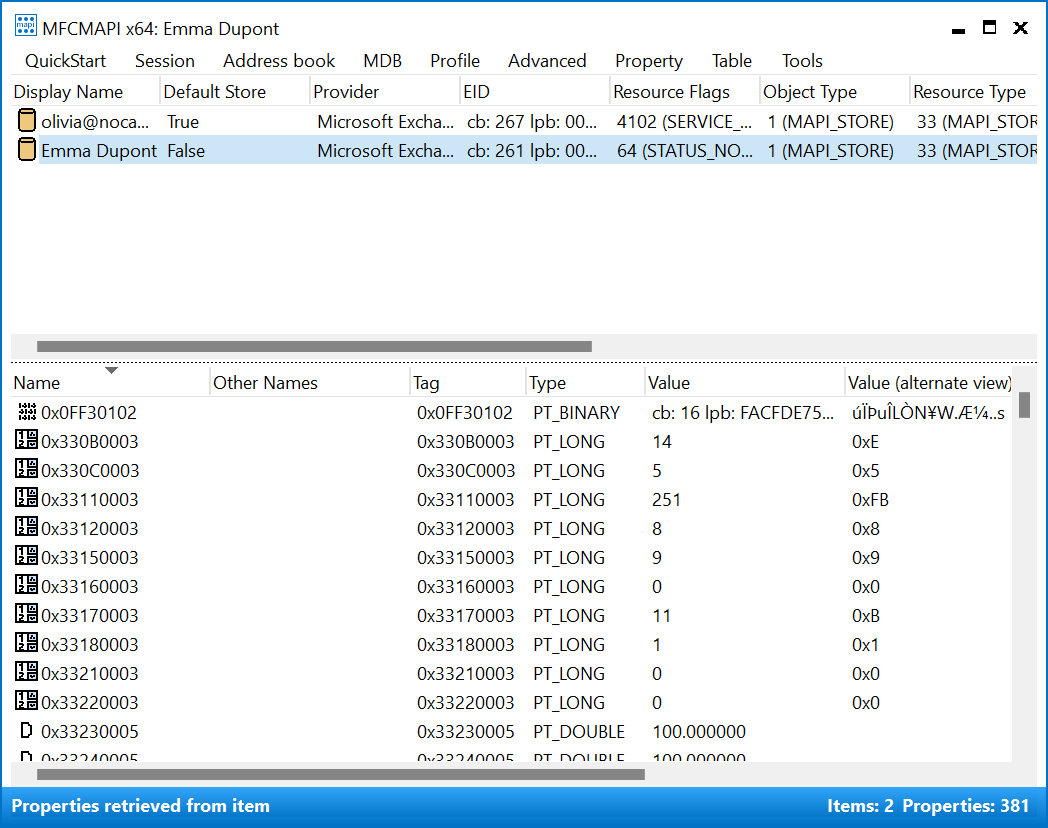 mapi MFCMAPI x64: Emma Dupont
QuickStart Session Address book MDB Profile Advanced Property Table Tools
Display Name Default Store Provider EID Resource Flags Object Type Resource Type
olivia@noca... True Microsoft Excha... cb: 267 lpb: 00... 4102 (SERVICE_... 1 (MAPI_STORE) 33 (MAPI_STOR
Emma Dupont False Microsoft Excha... cb: 261 lpb: 00... 64 (STATUS_NO... 1 (MAPI_STORE) 33 (MAPI_STOR
Name Other Names Tag Type Value Value (alternate view)
0x0FF30102 0x0FF30102 PT_BINARY cb: 16 lpb: FACFDE75... úÏÞuÎLÒN¥W.Æ¼..s
0x330B0003 0x330B0003 PT_LONG 14 0xE
0x330C0003 0x330C0003 PT_LONG 5 0x5
0x33110003 0x33110003 PT_LONG 251 0xFB
0x33120003 0x33120003 PT_LONG 8 0x8
0x33150003 0x33150003 PT_LONG 9 0x9
0x33160003 0x33160003 PT_LONG 0 0x0
0x33170003 0x33170003 PT_LONG 11 0xB
0x33180003 0x33180003 PT_LONG 1 0x1
0x33210003 0x33210003 PT_LONG 0 0x0
0x33220003 0x33220003 PT_LONG 0 0x0
0x33230005 0x33230005 PT_DOUBLE 100.000000
0x33240005 0x33240005 PT_DOUBLE 100.000000
Properties retrieved from item Items: 2 Properties: 381